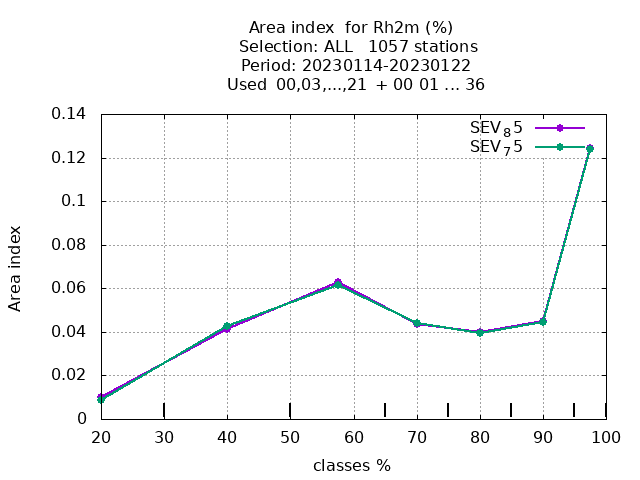 Area index  for Rh2m (%)
Selection: ALL   1057 stations
Period: 20230114-20230122
Used  00,03,...,21  + 00 01 ... 36
SEV₈5
SEV₇5
0.14
0.12
0.1
0.08
0.06
0.04
0.02
0
Area index
20 30 40 50 60 70 80 90 100
classes %